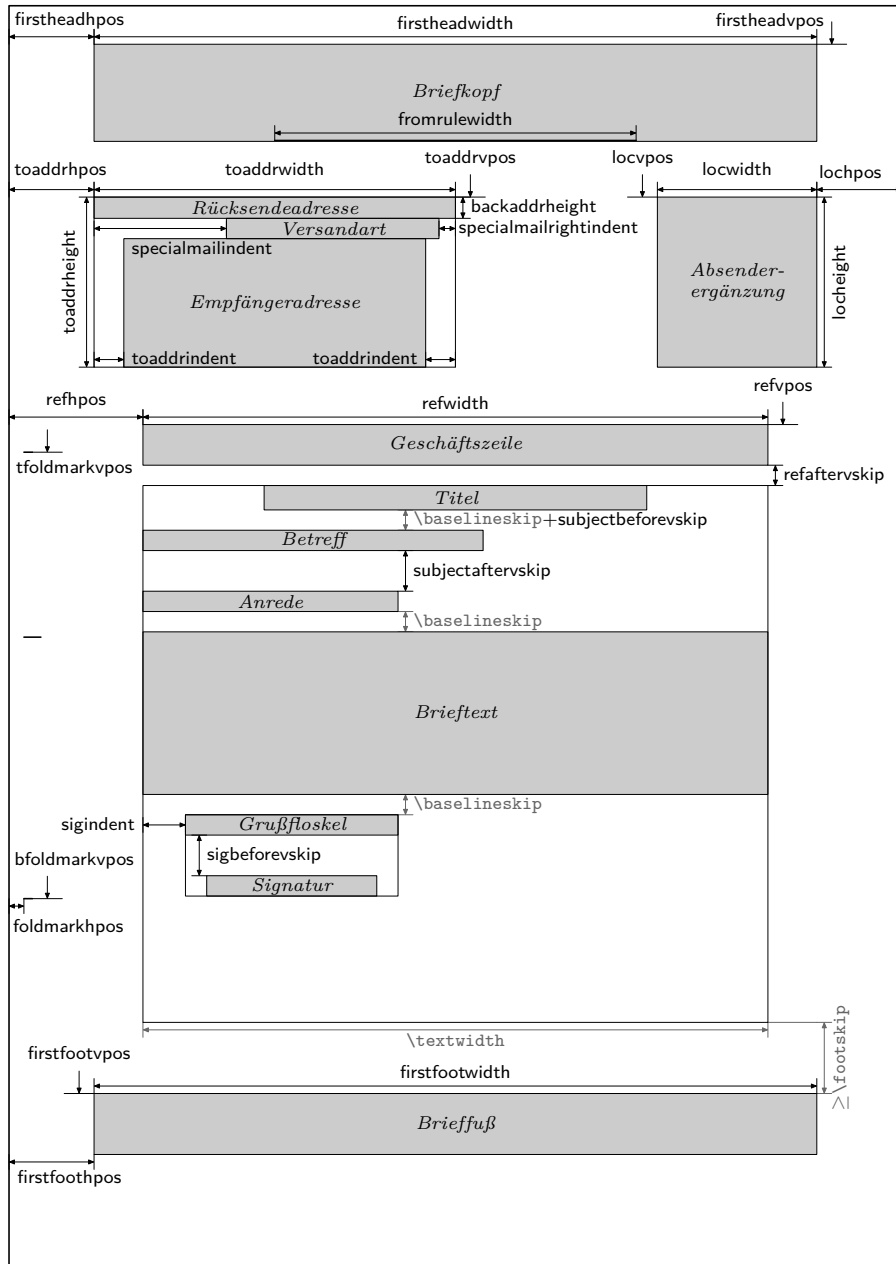 firstheadhpos firstheadwidth firstheadvpos
Briefkopf
fromrulewidth
toaddrhpos toaddrwidth toaddrvpos locvpos locwidth lochpos
Rücksendeadresse backaddrheight
Versandart specialmailrightindent
specialmailindent
toaddrheight
Empfängeradresse
Absender-
ergänzung
locheight
toaddrindent toaddrindent
refhpos refwidth refvpos
Geschäftszeile
tfoldmarkvpos
refaftervskip
Titel
\baselineskip+subjectbeforevskip
Betreff
subjectaftervskip
Anrede
\baselineskip
Brieftext
\baselineskip
sigindent Grußfloskel
sigbeforevskip
bfoldmarkvpos
Signatur
foldmarkhpos
\textwidth
≥\footskip
firstfootvpos
firstfootwidth
Brieffuß
firstfoothpos